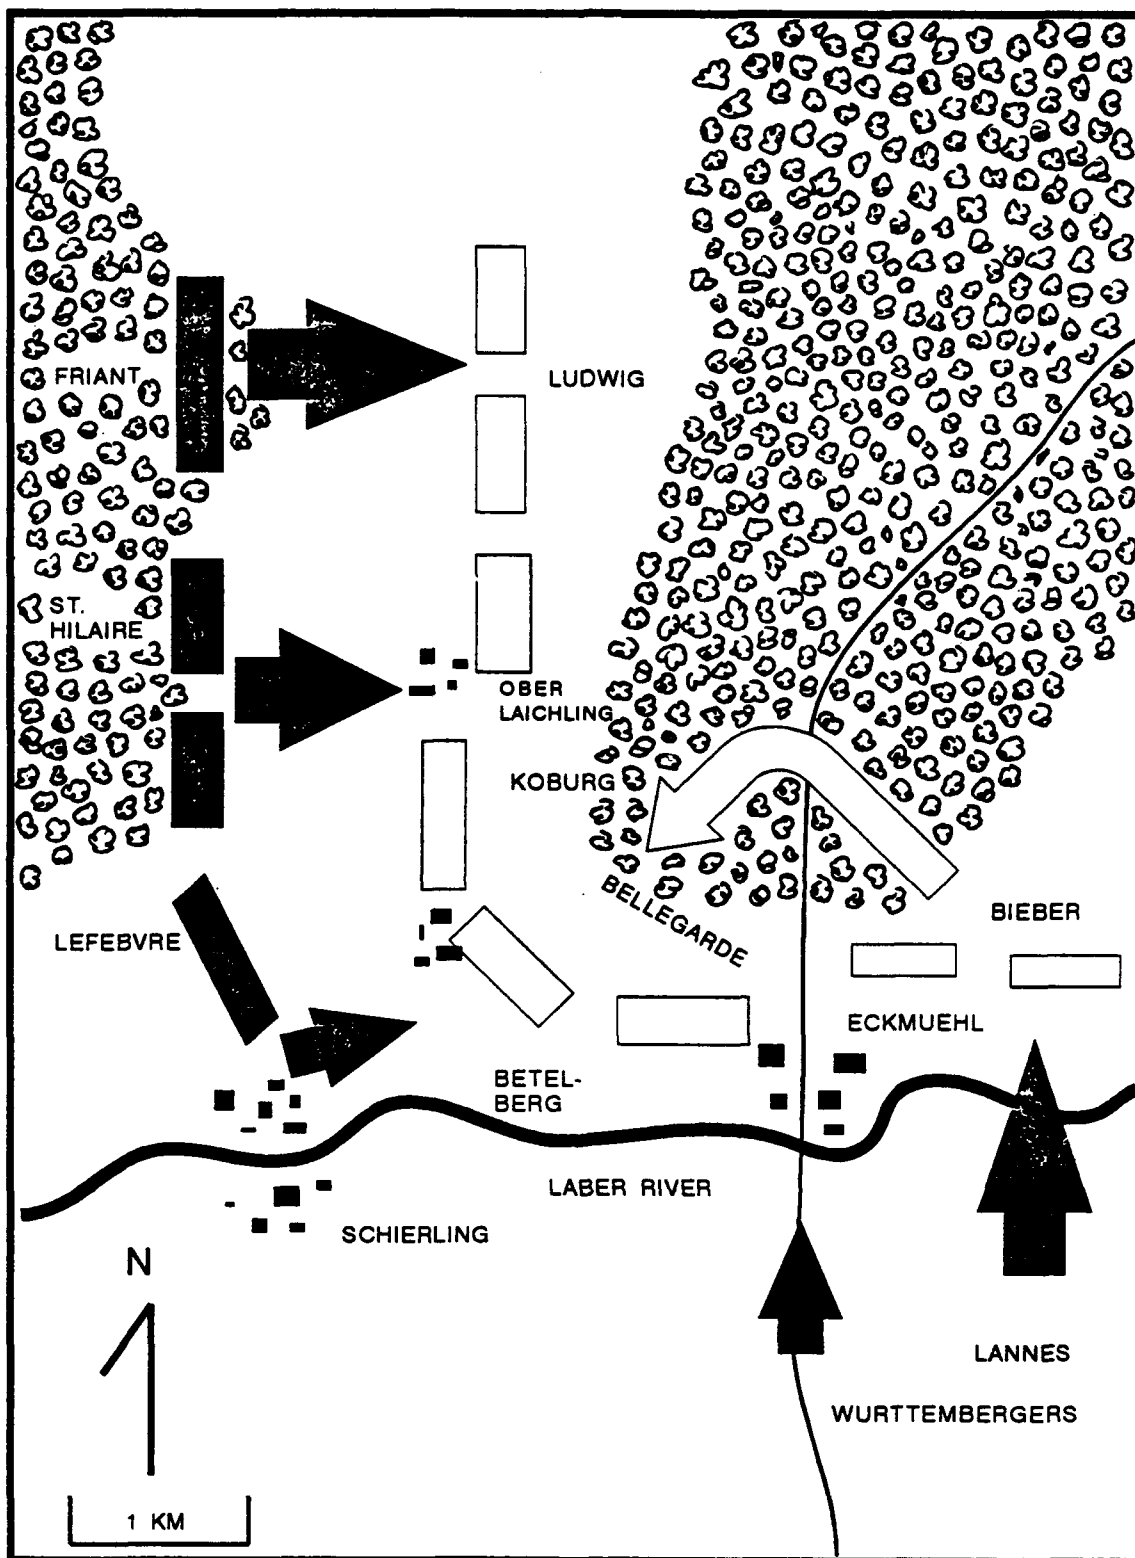 FRIANT
LUDWIG
ST.
HILAIRE
OBER
LAICHLING
KOBURG
LEFEBVRE
BELLEGARDE
BIEBER
ECKMUEHL
BETEL-
BERG
LABER RIVER
SCHIERLING
N
LANNES
WURTTEMBERGERS
1 KM